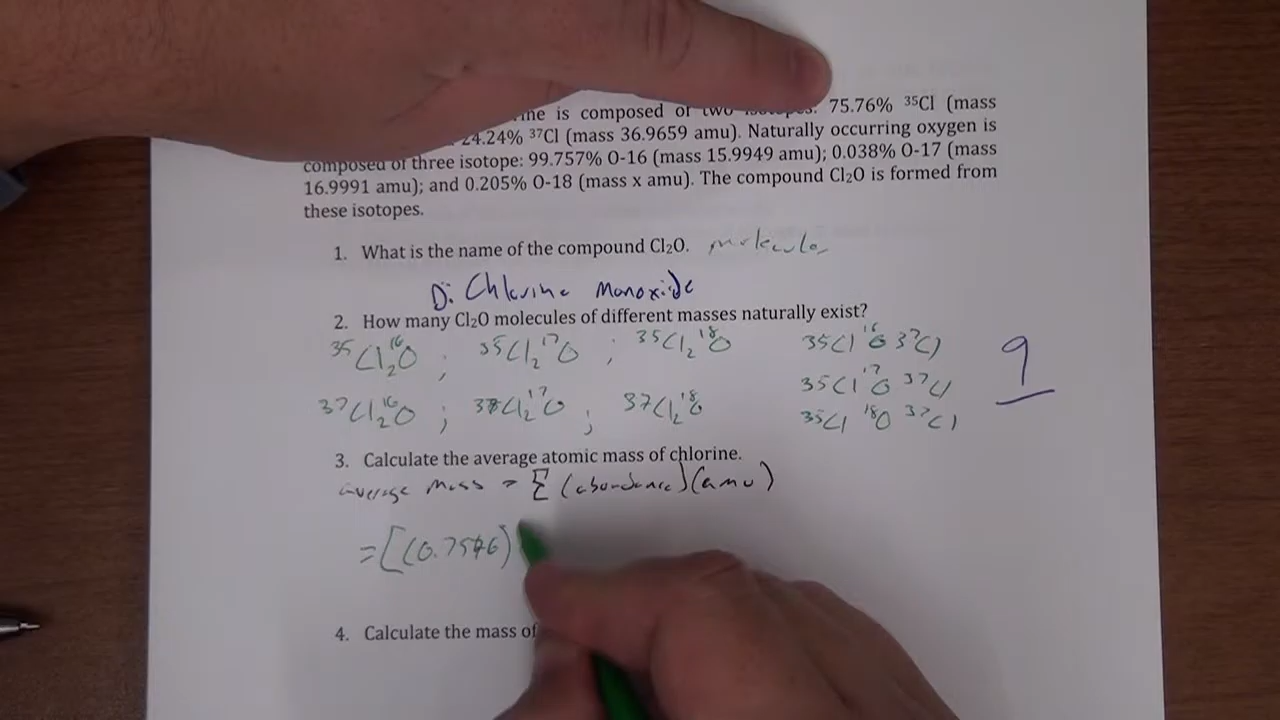 is composed of two isotopes: 75.76% ³⁵Cl (mass
24.24% ³⁷Cl (mass 36.9659 amu). Naturally occurring oxygen is
composed of three isotope: 99.757% O-16 (mass 15.9949 amu); 0.038% O-17 (mass
16.9991 amu); and 0.205% O-18 (mass x amu). The compound Cl₂O is formed from
these isotopes.
1. What is the name of the compound Cl₂O. molecular
Di Chlorine Monoxide
2. How many Cl₂O molecules of different masses naturally exist?
³⁵Cl₂¹⁶O ; ³⁵Cl₂¹⁷O ; ³⁵Cl₂¹⁸O ³⁵Cl ¹⁶O ³⁷Cl
³⁵Cl ¹⁷O ³⁷Cl
9
³⁷Cl₂¹⁶O ; ³⁷Cl₂¹⁷O ; ³⁷Cl₂¹⁸O ³⁵Cl ¹⁸O ³⁷Cl
3. Calculate the average atomic mass of chlorine.
average mass = Σ (abundance)(amu)
= [(0.7576)
4. Calculate the mass of